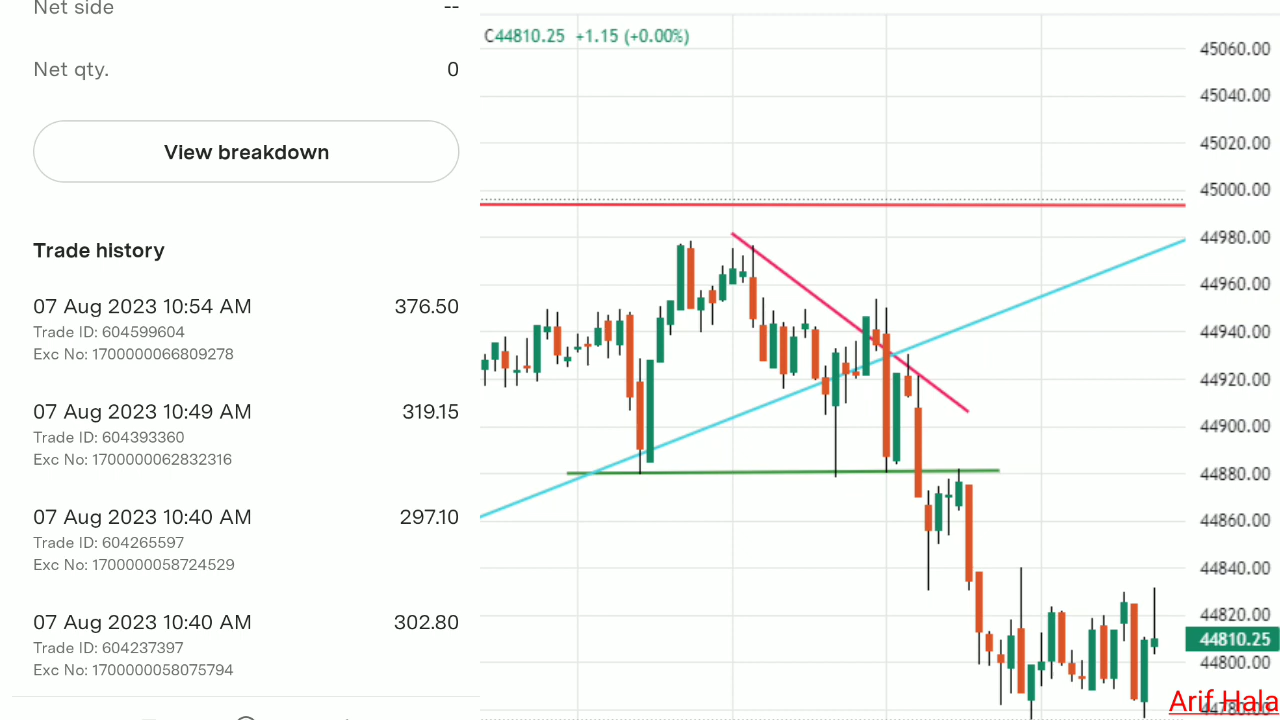 Net side --
Net qty. 0
View breakdown
Trade history
07 Aug 2023 10:54 AM 376.50
Trade ID: 604599604
Exc No: 1700000066809278
07 Aug 2023 10:49 AM 319.15
Trade ID: 604393360
Exc No: 1700000062832316
07 Aug 2023 10:40 AM 297.10
Trade ID: 604265597
Exc No: 1700000058724529
07 Aug 2023 10:40 AM 302.80
Trade ID: 604237397
Exc No: 1700000058075794
C44810.25 +1.15 (+0.00%)
45060.00
45040.00
45020.00
45000.00
44980.00
44960.00
44940.00
44920.00
44900.00
44880.00
44860.00
44840.00
44820.00
44810.25
44800.00
44780.00
Arif Hala